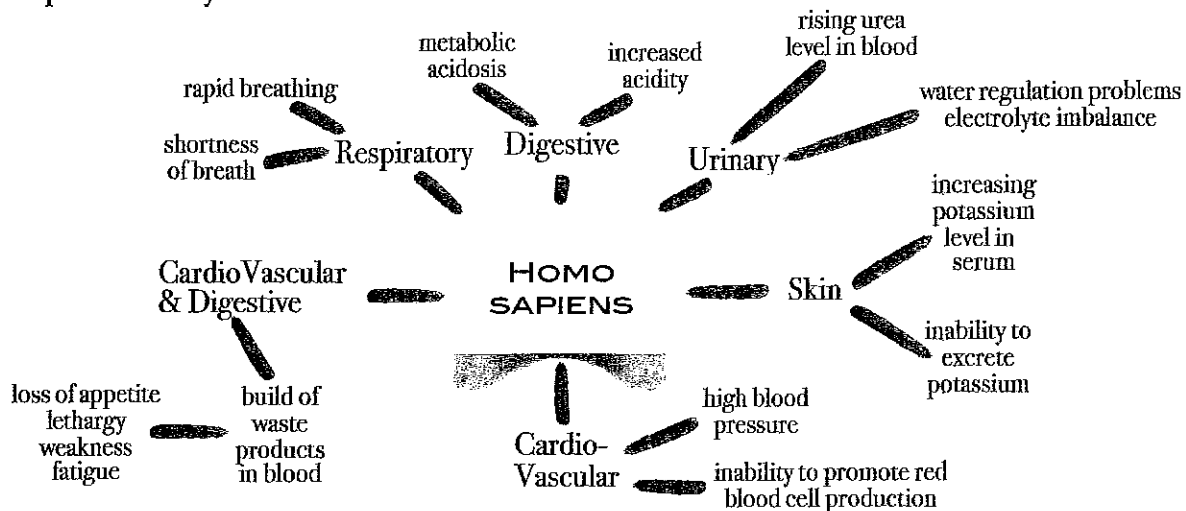 metabolic
acidosis
increased
acidity
rising urea
level in blood
rapid breathing
shortness
of breath
Respiratory
Digestive
Urinary
water regulation problems
electrolyte imbalance
increasing
potassium
level in
serum
CardioVascular
& Digestive
HOMO
SAPIENS
Skin
inability to
excrete
potassium
loss of appetite
lethargy
weakness
fatigue
build of
waste
products
in blood
high blood
pressure
Cardio-
Vascular
inability to promote red
blood cell production